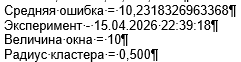 Средняя ошибка = 10,2318326963368¶
Эксперимент - 15.04.2026 22:39:18¶
Величина окна = 10¶
Радиус кластера = 0,500¶